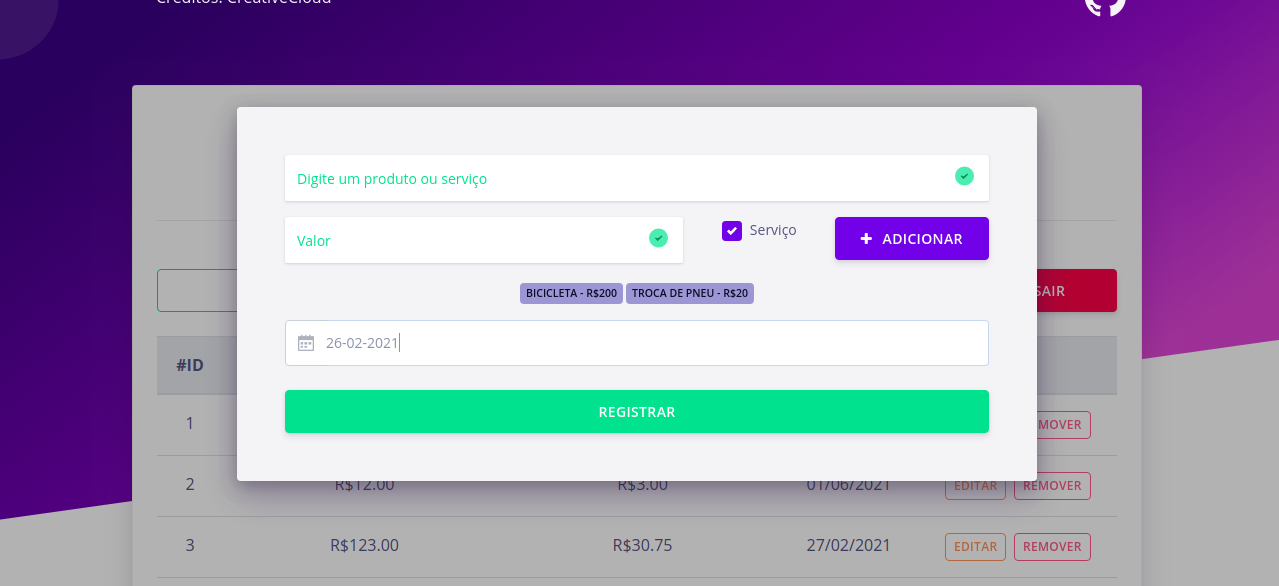 Créditos: CreativeCloud
Digite um produto ou serviço
Valor
Serviço
ADICIONAR
BICICLETA - R$200 TROCA DE PNEU - R$20
SAIR
26-02-2021
#ID
REGISTRAR
1 MOVER
2 R$12.00 R$3.00 01/06/2021 EDITAR REMOVER
3 R$123.00 R$30.75 27/02/2021 EDITAR REMOVER